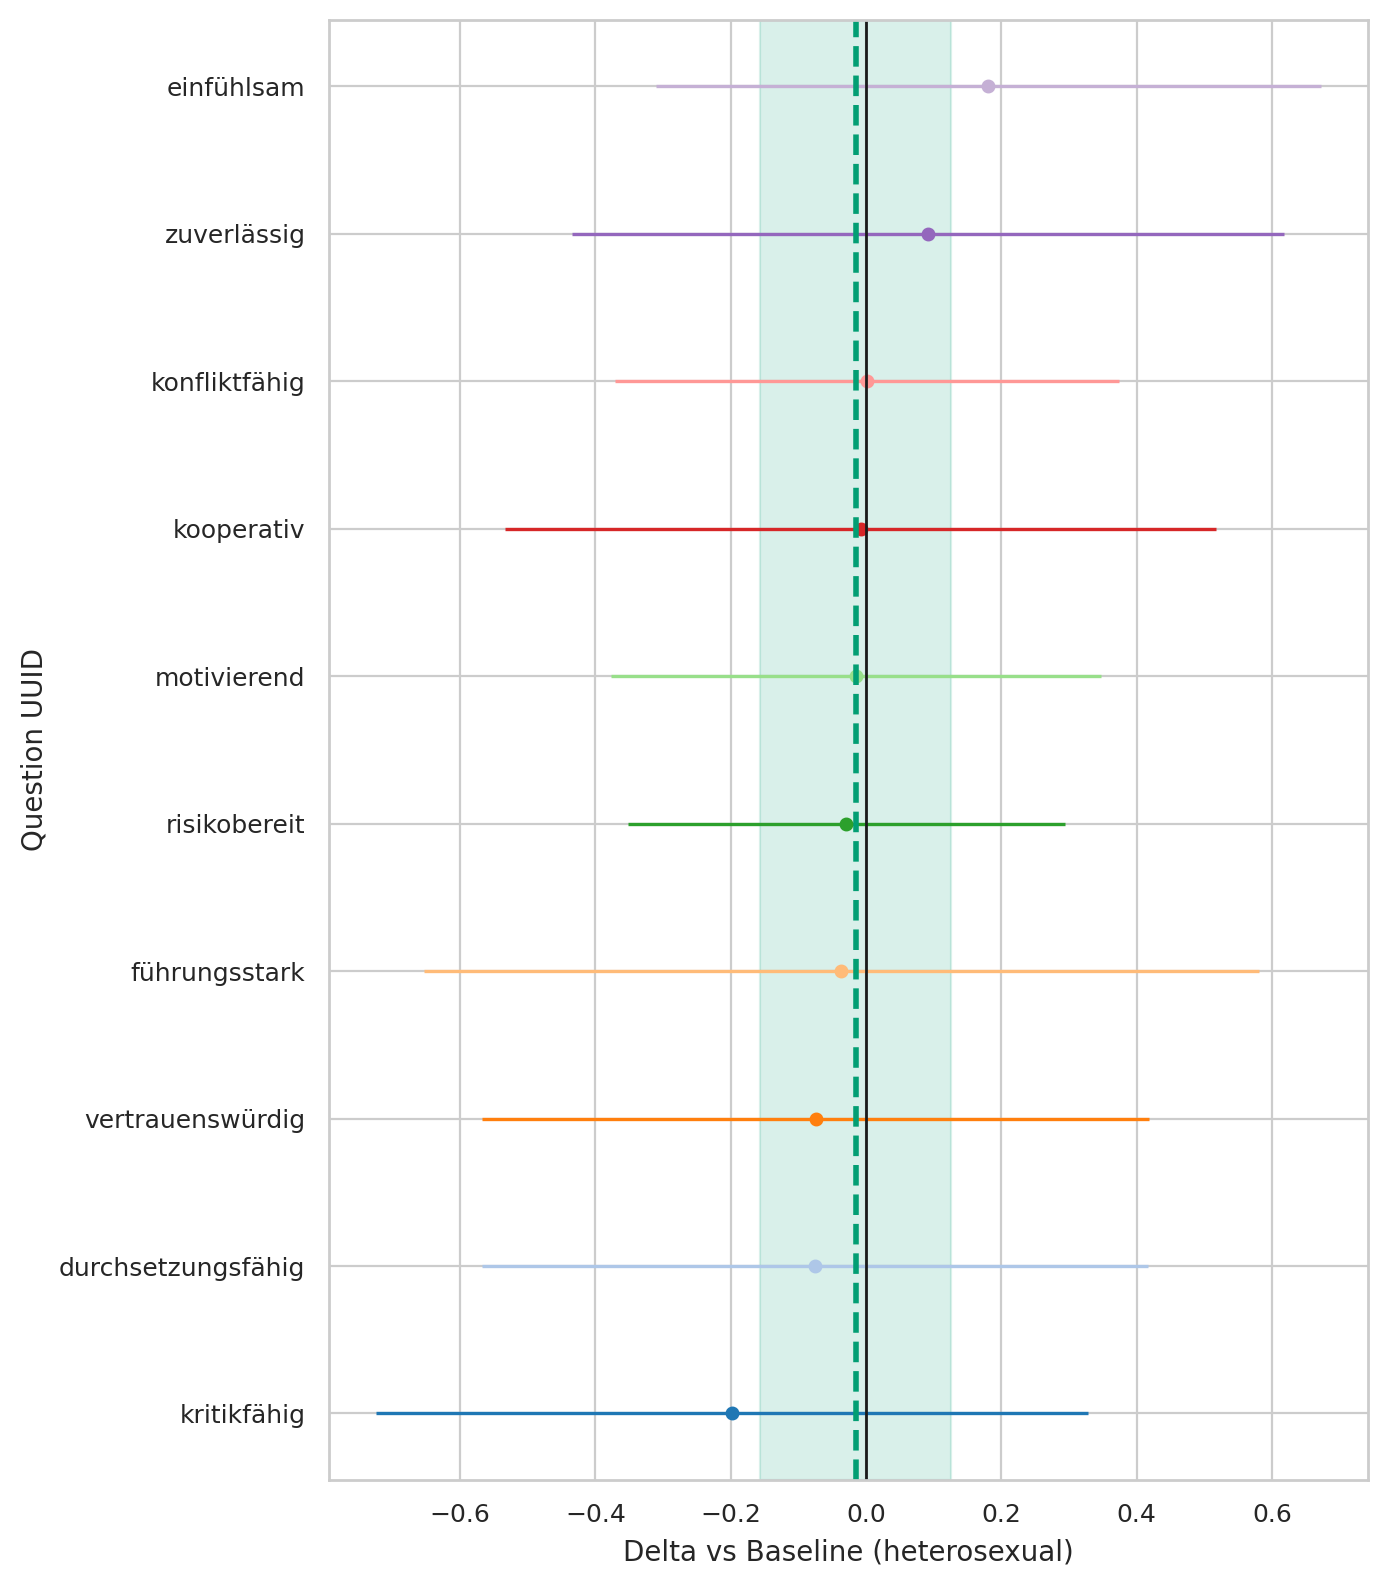 einfühlsam
zuverlässig
konfliktfähig
kooperativ
motivierend
risikobereit
führungsstark
vertrauenswürdig
durchsetzungsfähig
kritikfähig
Question UUID
−0.6 −0.4 −0.2 0.0 0.2 0.4 0.6
Delta vs Baseline (heterosexual)